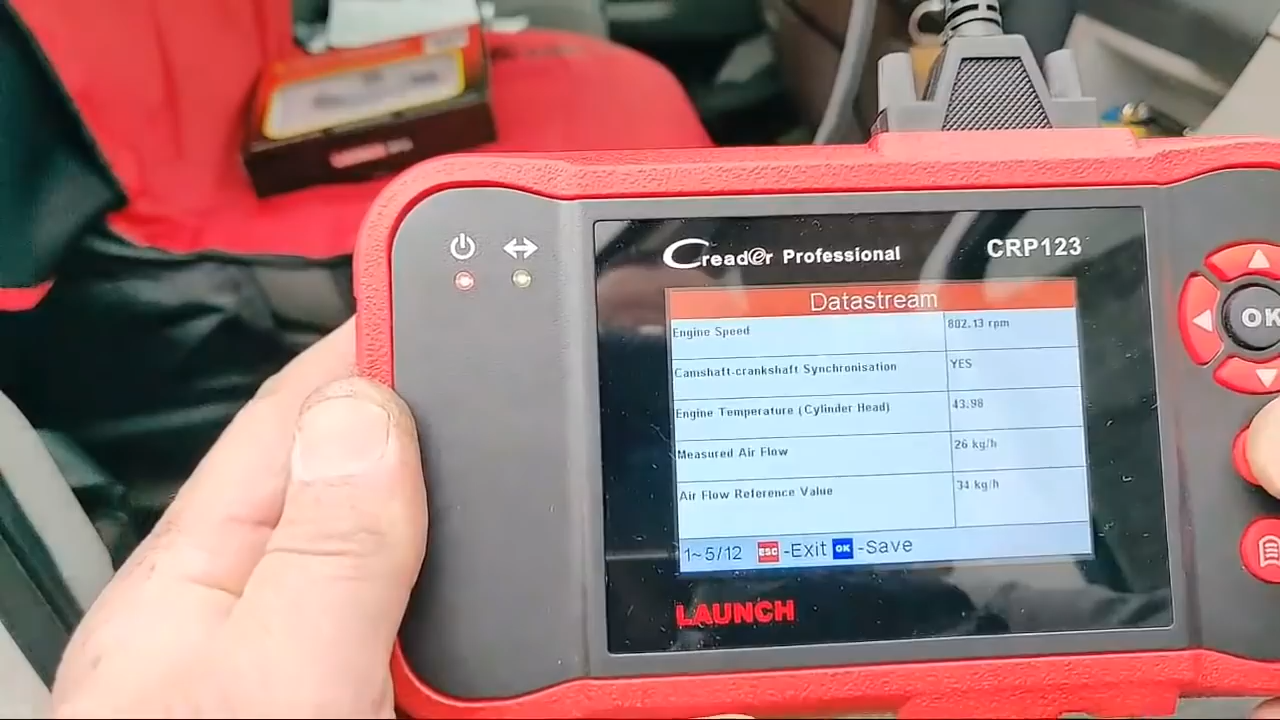 Creader Professional
CRP123
Datastream
Engine Speed 802.13 rpm
Camshaft-crankshaft Synchronisation YES
Engine Temperature (Cylinder Head) 43.98
Measured Air Flow 26 kg/h
Air Flow Reference Value 34 kg/h
1~5/12 ESC -Exit OK -Save
LAUNCH
OK